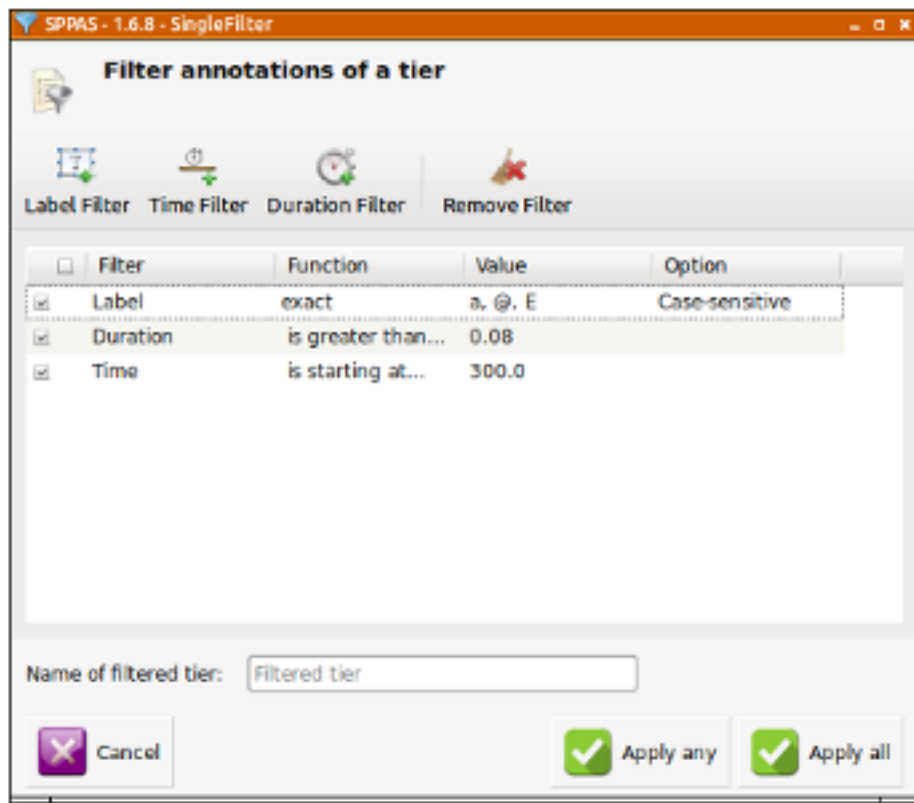 SPPAS - 1.6.8 - SingleFilter
Filter annotations of a tier
Label Filter Time Filter Duration Filter Remove Filter
Filter Function Value Option
Label exact a, @, E Case-sensitive
Duration is greater than... 0.08
Time is starting at... 300.0
Name of filtered tier: Filtered tier
Cancel Apply any Apply all